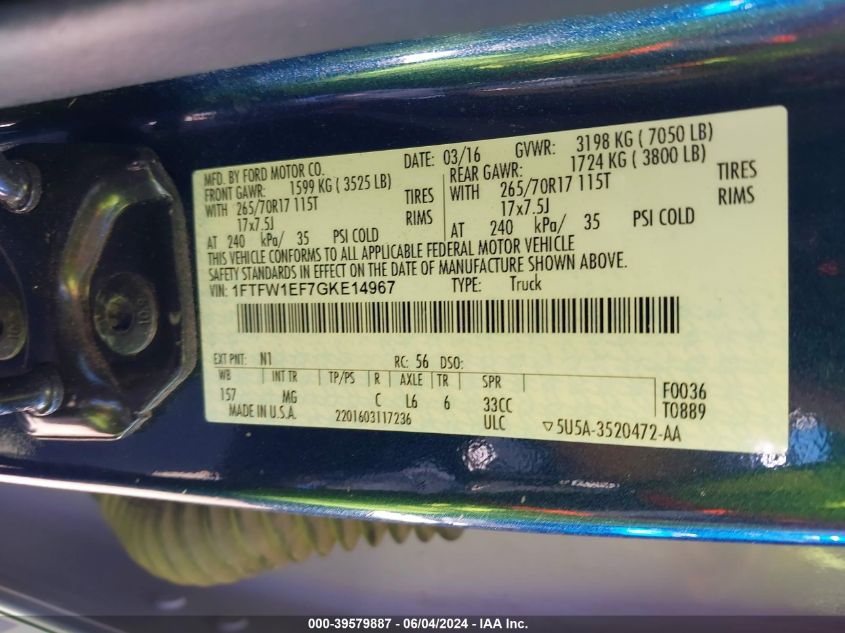 MFD. BY FORD MOTOR CO. DATE: 03/16 GVWR: 3198 KG ( 7050 LB)
FRONT GAWR: 1599 KG ( 3525 LB) REAR GAWR: 1724 KG ( 3800 LB)
WITH 265/70R17 115T TIRES WITH 265/70R17 115T TIRES
17x7.5J RIMS 17x7.5J RIMS
AT 240 kPa/ 35 PSI COLD AT 240 kPa/ 35 PSI COLD
THIS VEHICLE CONFORMS TO ALL APPLICABLE FEDERAL MOTOR VEHICLE
SAFETY STANDARDS IN EFFECT ON THE DATE OF MANUFACTURE SHOWN ABOVE.
VIN: 1FTFW1EF7GKE14967 TYPE: Truck
EXT PNT: N1 RC: 56 DSO:
WB INT TR TP/PS R AXLE TR SPR F0036
157 MG C L6 6 33CC T0889
MADE IN U.S.A. 2201603117236 ULC ▽5U5A-3520472-AA
000-39579887 - 06/04/2024 - IAA Inc.